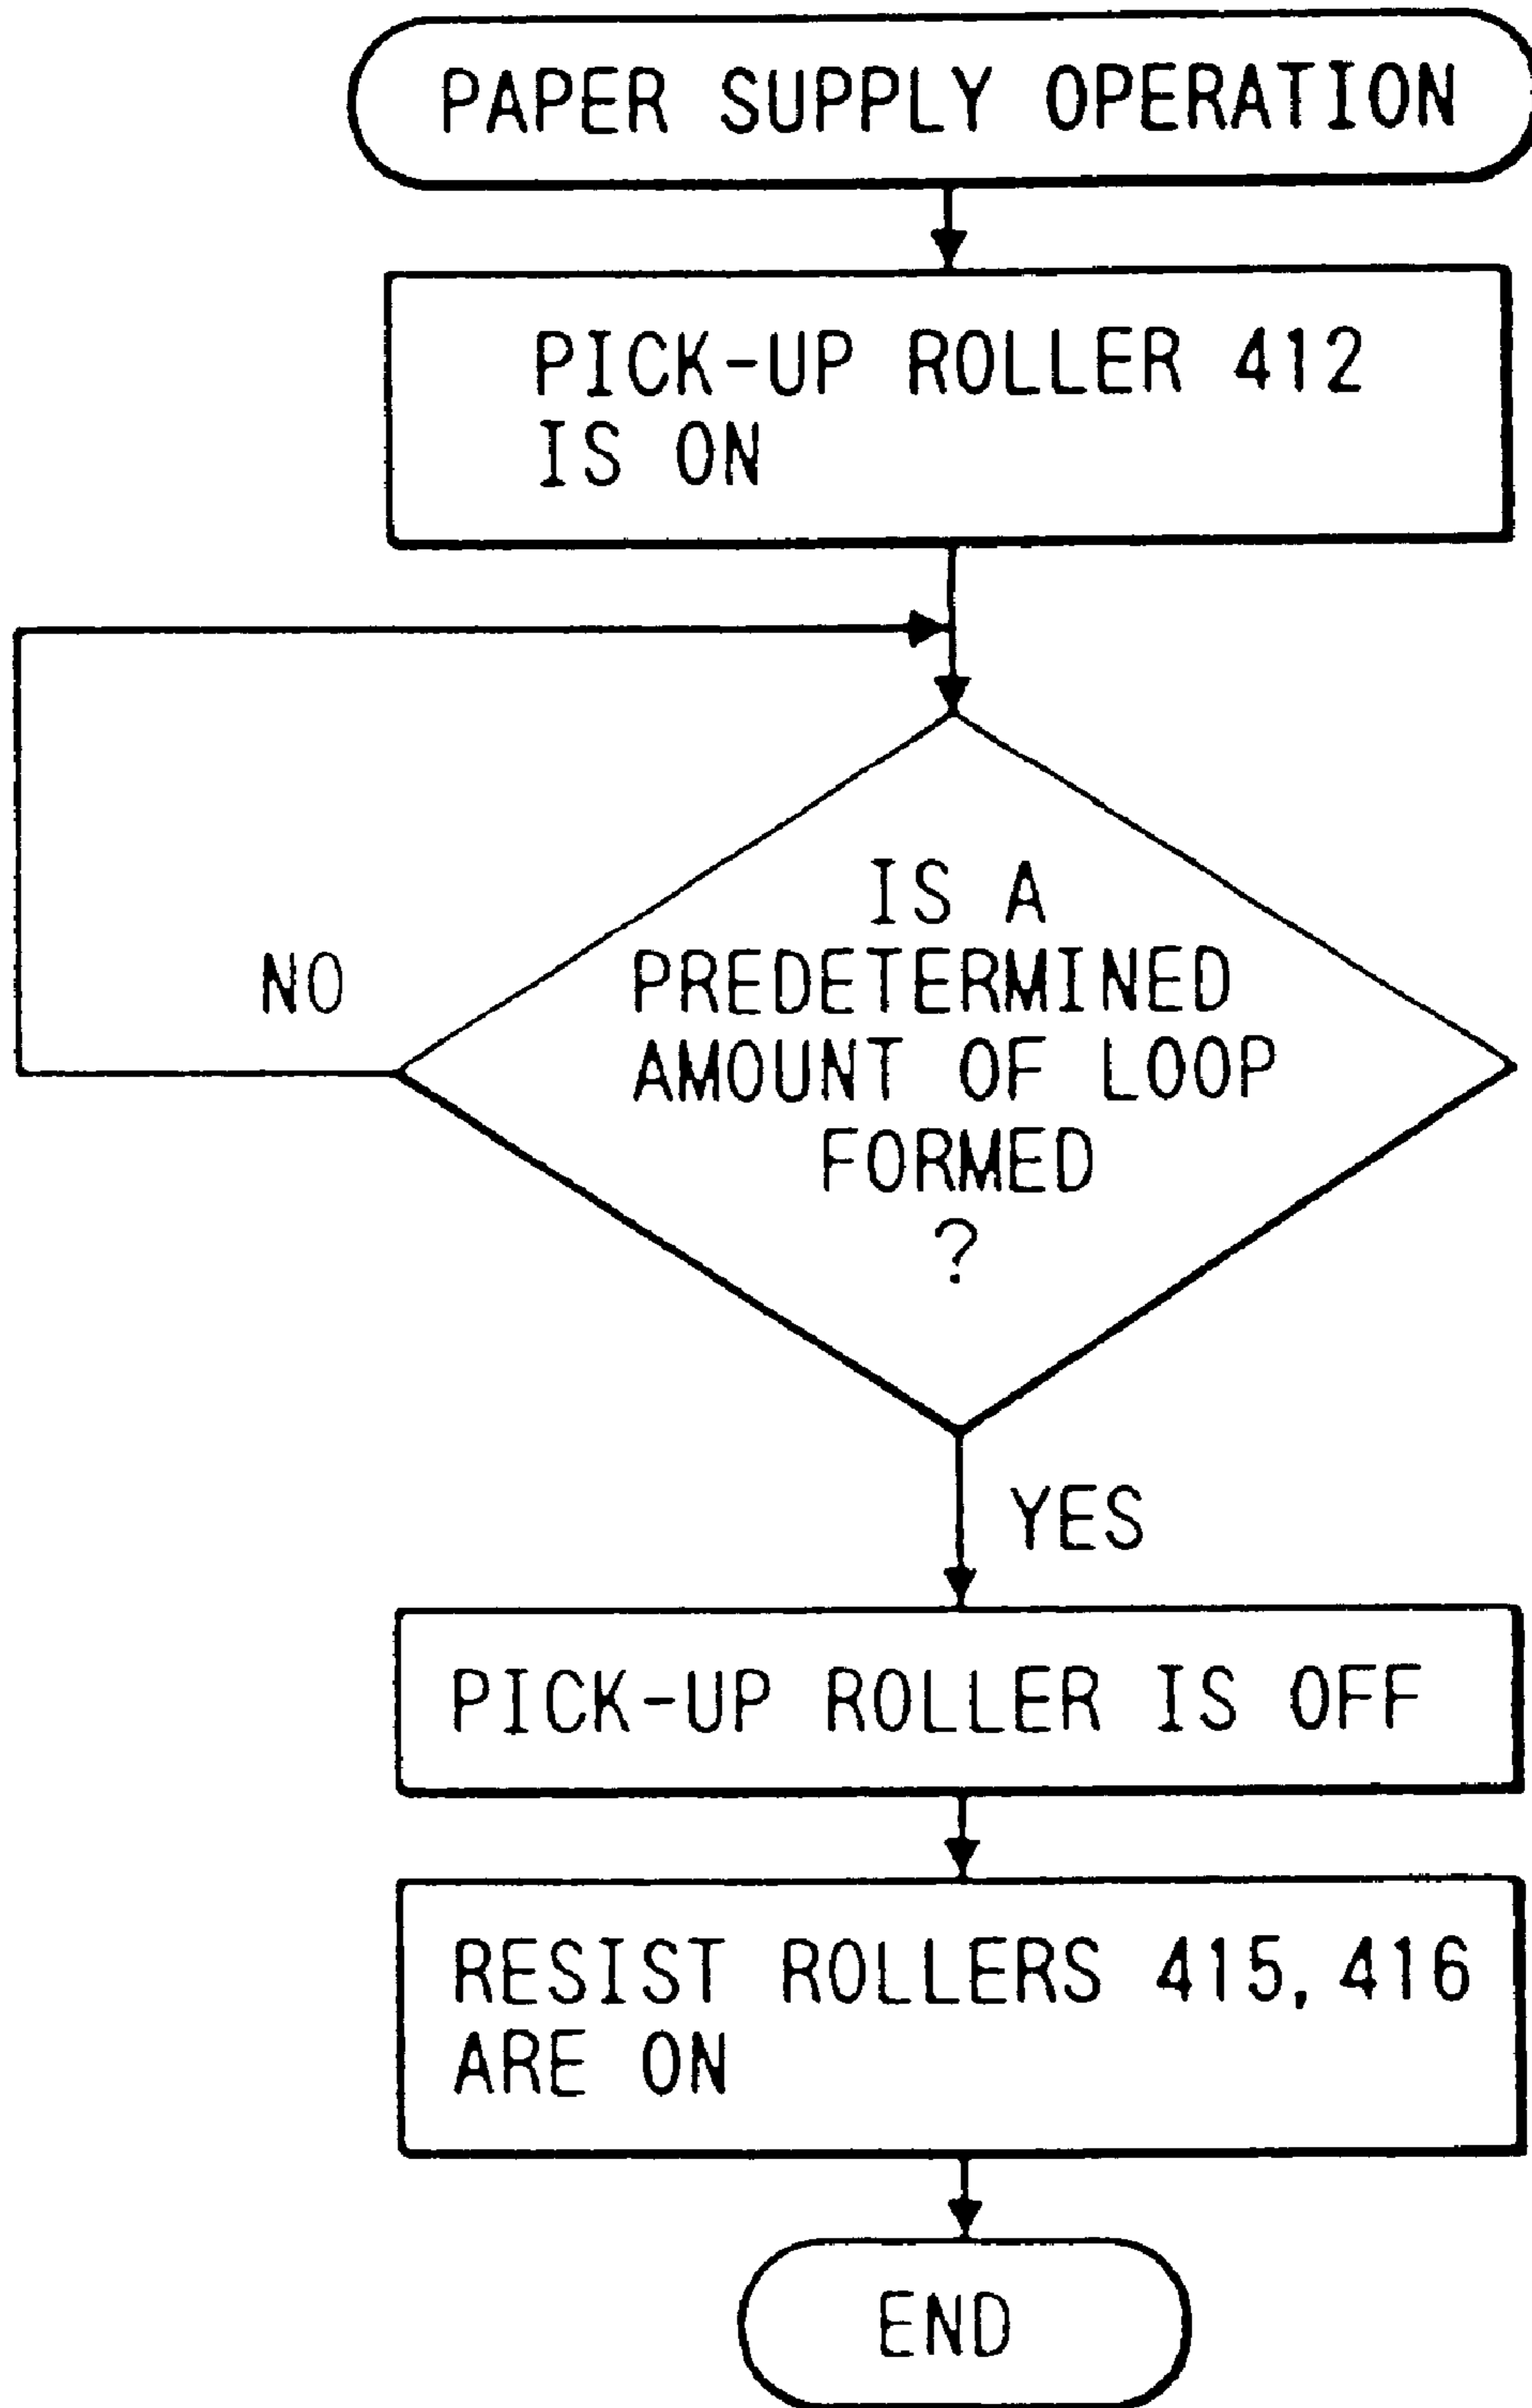 PAPER SUPPLY OPERATION
PICK-UP ROLLER 412
IS ON
IS A
PREDETERMINED
AMOUNT OF LOOP
FORMED
?
NO
YES
PICK-UP ROLLER IS OFF
RESIST ROLLERS 415, 416
ARE ON
END